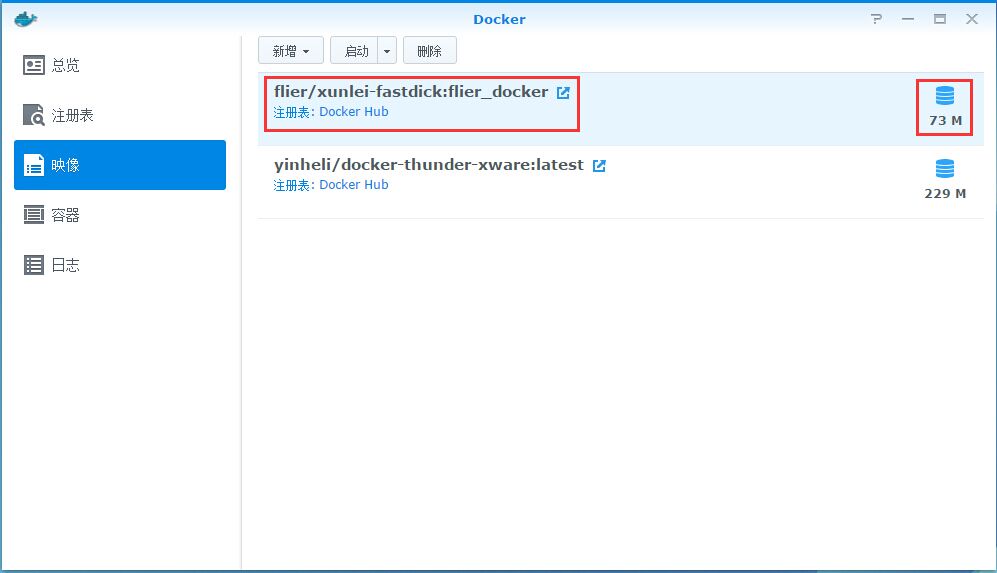 Docker
总览
注册表
映像
容器
日志
新增 启动 删除
flier/xunlei-fastdick:flier_docker
注册表: Docker Hub
73 M
yinheli/docker-thunder-xware:latest
注册表: Docker Hub
229 M